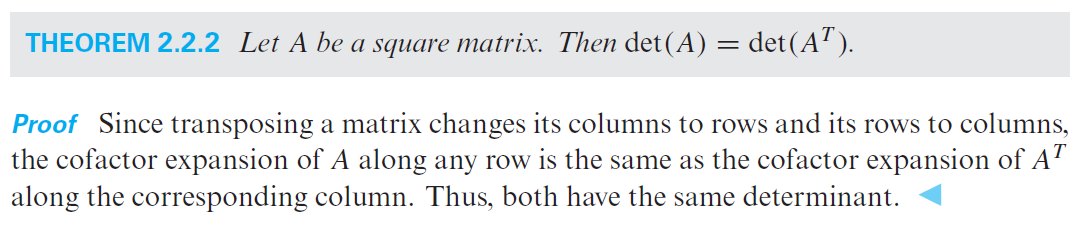 THEOREM 2.2.2 Let A be a square matrix. Then det(A) = det(Aᵀ).
Proof Since transposing a matrix changes its columns to rows and its rows to columns,
the cofactor expansion of A along any row is the same as the cofactor expansion of Aᵀ
along the corresponding column. Thus, both have the same determinant.